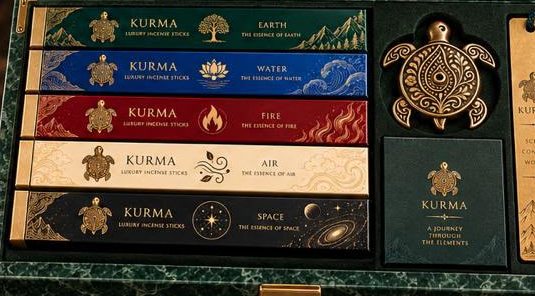 KURMA
LUXURY INCENSE STICKS
EARTH
THE ESSENCE OF EARTH
KURMA
LUXURY INCENSE STICKS
WATER
THE ESSENCE OF WATER
KURMA
LUXURY INCENSE STICKS
FIRE
THE ESSENCE OF FIRE
KURMA
LUXURY INCENSE STICKS
AIR
THE ESSENCE OF AIR
KURMA
LUXURY INCENSE STICKS
SPACE
THE ESSENCE OF SPACE
KURMA
A JOURNEY
THROUGH
THE ELEMENTS